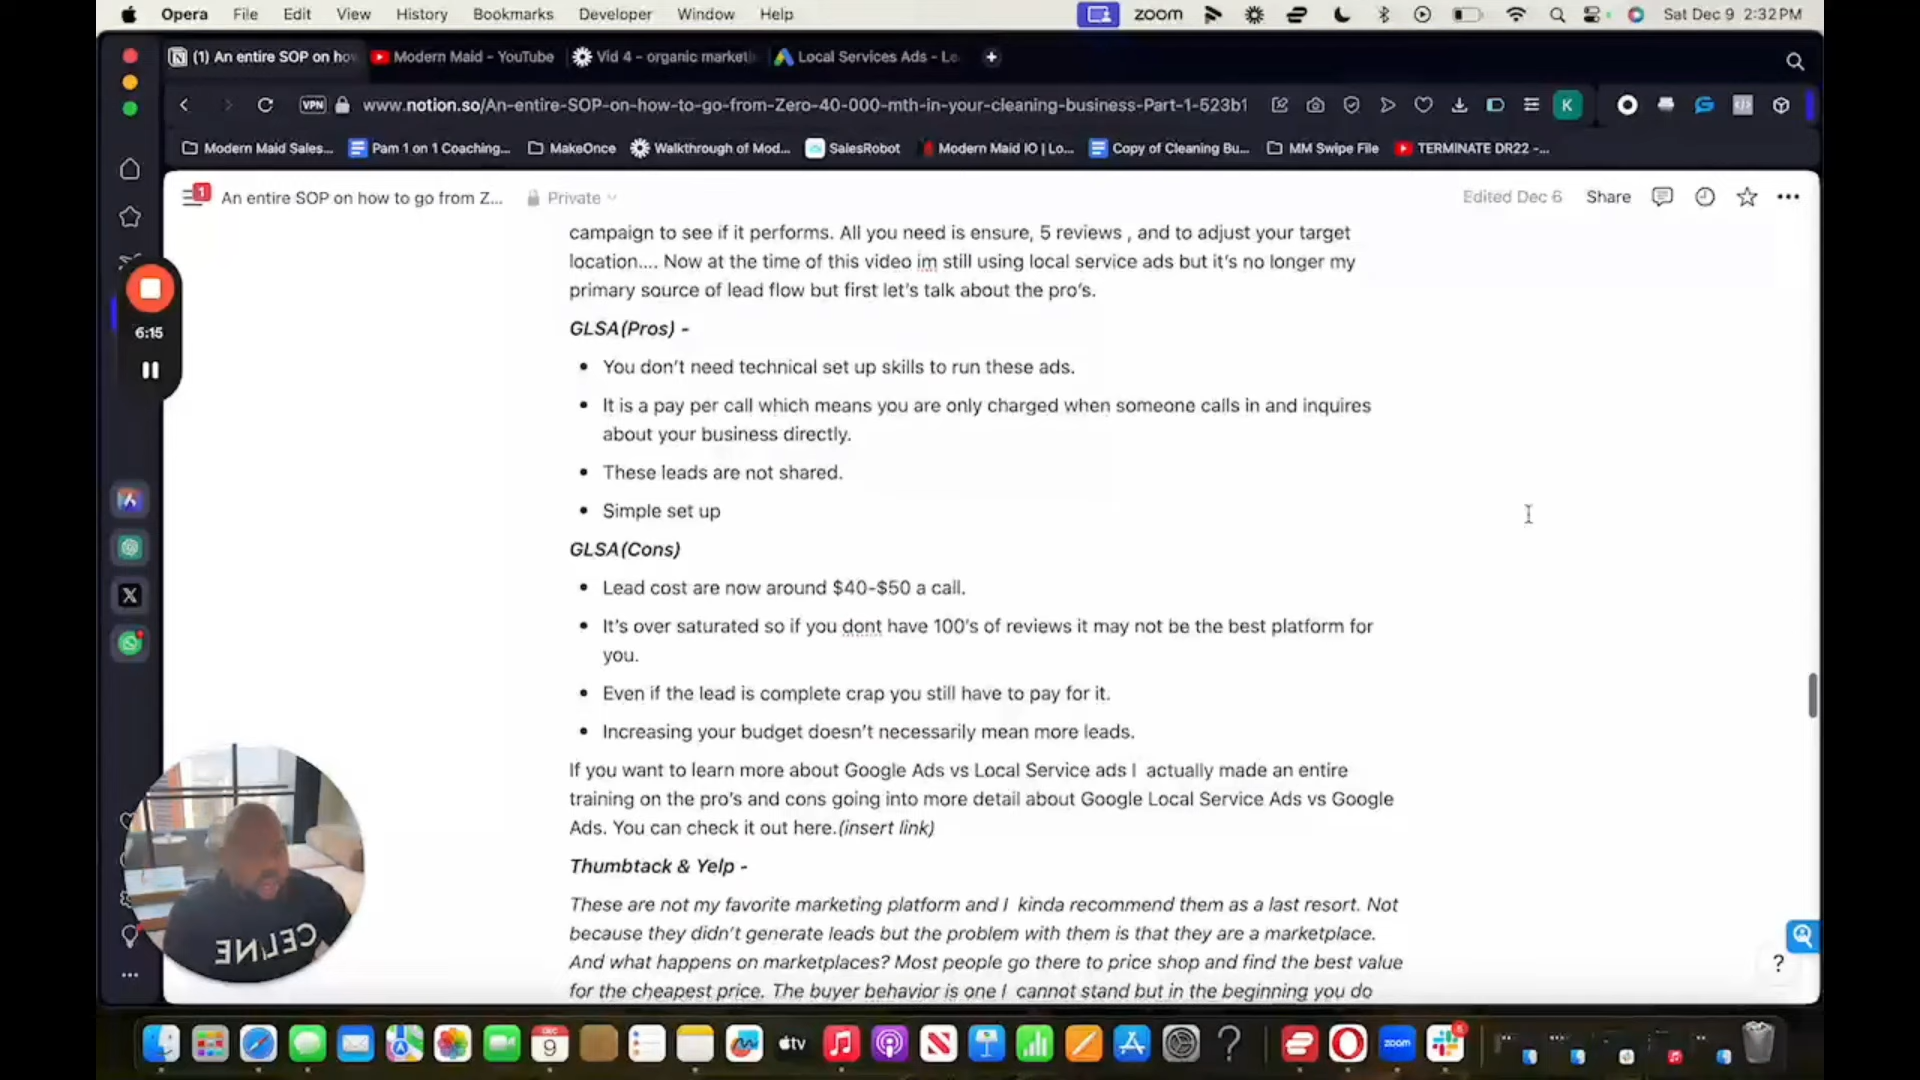 Opera File Edit View History Bookmarks Developer Window Help zoom Sat Dec 9 2:32 PM
(1) An entire SOP on how Modern Maid - YouTube Vid 4 - organic market Local Services Ads - Lo
VPN www.notion.so/An-entire-SOP-on-how-to-go-from-Zero-40-000-mth-in-your-cleaning-business-Part-1-523b1 K
Modern Maid Sales... Pam 1 on 1 Coaching... MakeOnce Walkthrough of Mod... SalesRobot Modern Maid IO | Lo... Copy of Cleaning Bu... MM Swipe File TERMINATE DR22 -...
1 An entire SOP on how to go from Z... Private Edited Dec 6 Share
campaign to see if it performs. All you need is ensure, 5 reviews , and to adjust your target
location.... Now at the time of this video im still using local service ads but it's no longer my
primary source of lead flow but first let's talk about the pro's.
6:15
GLSA(Pros) -
• You don't need technical set up skills to run these ads.
• It is a pay per call which means you are only charged when someone calls in and inquires
about your business directly.
• These leads are not shared.
• Simple set up
GLSA(Cons)
• Lead cost are now around $40-$50 a call.
• It's over saturated so if you dont have 100's of reviews it may not be the best platform for
you.
• Even if the lead is complete crap you still have to pay for it.
• Increasing your budget doesn't necessarily mean more leads.
If you want to learn more about Google Ads vs Local Service ads I actually made an entire
training on the pro's and cons going into more detail about Google Local Service Ads vs Google
Ads. You can check it out here.(insert link)
Thumbtack & Yelp -
These are not my favorite marketing platform and I kinda recommend them as a last resort. Not
because they didn't generate leads but the problem with them is that they are a marketplace.
And what happens on marketplaces? Most people go there to price shop and find the best value
for the cheapest price. The buyer behavior is one I cannot stand but in the beginning you do
CELINE
?
DEC 9 tv zoom